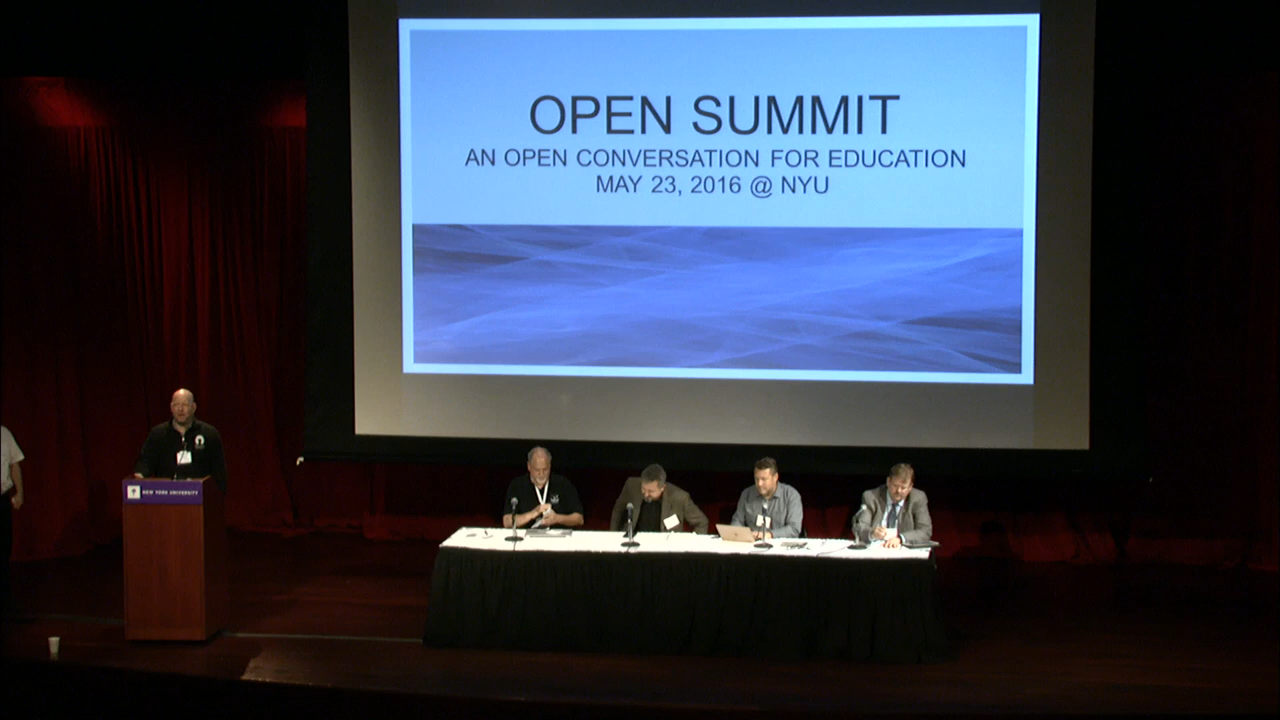 OPEN SUMMIT
AN OPEN CONVERSATION FOR EDUCATION
MAY 23, 2016 @ NYU
NEW YORK UNIVERSITY